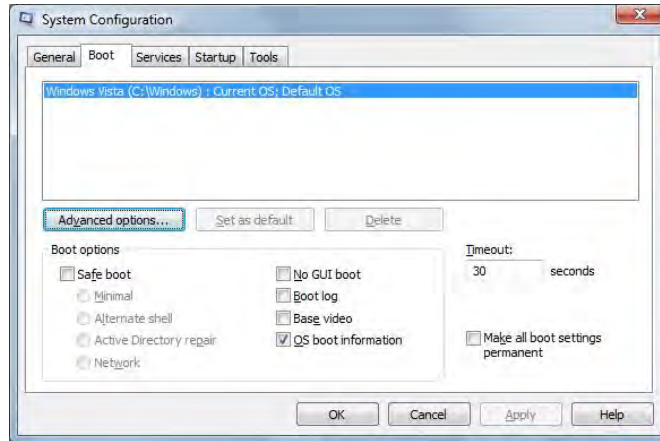 System Configuration
General Boot Services Startup Tools
Windows Vista (C:\Windows) : Current OS; Default OS
Advanced options... Set as default Delete
Boot options
Timeout:
Safe boot No GUI boot 30 seconds
Minimal Boot log
Alternate shell Base video
Active Directory repair OS boot information Make all boot settings
permanent
Network
OK Cancel Apply Help